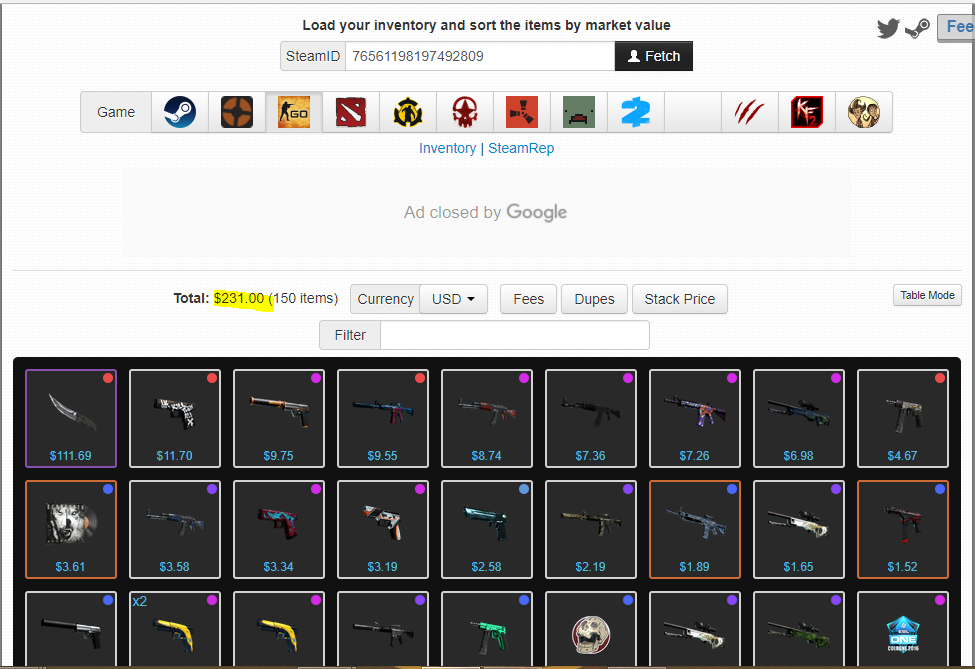 Load your inventory and sort the items by market value
Fee
SteamID 76561198197492809 Fetch
Game GO KF2
Inventory | SteamRep
Ad closed by Google
Total: $231.00 (150 items) Currency USD Fees Dupes Stack Price Table Mode
Filter
$111.69 $11.70 $9.75 $9.55 $8.74 $7.36 $7.26 $6.98 $4.67
$3.61 $3.58 $3.34 $3.19 $2.58 $2.19 $1.89 $1.65 $1.52
x2
ESL
ONE
COLOGNE 2016